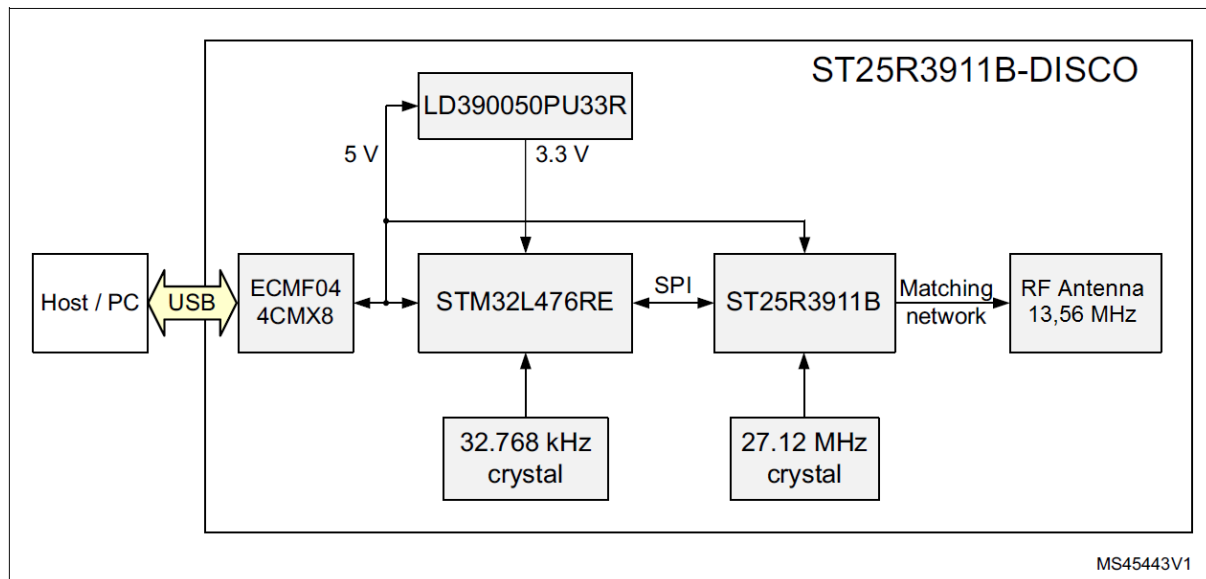 ST25R3911B-DISCO
LD390050PU33R
5 V
3.3 V
Host / PC
USB
ECMF04
4CMX8
STM32L476RE
SPI
ST25R3911B
Matching
network
RF Antenna
13,56 MHz
32.768 kHz
crystal
27.12 MHz
crystal
MS45443V1